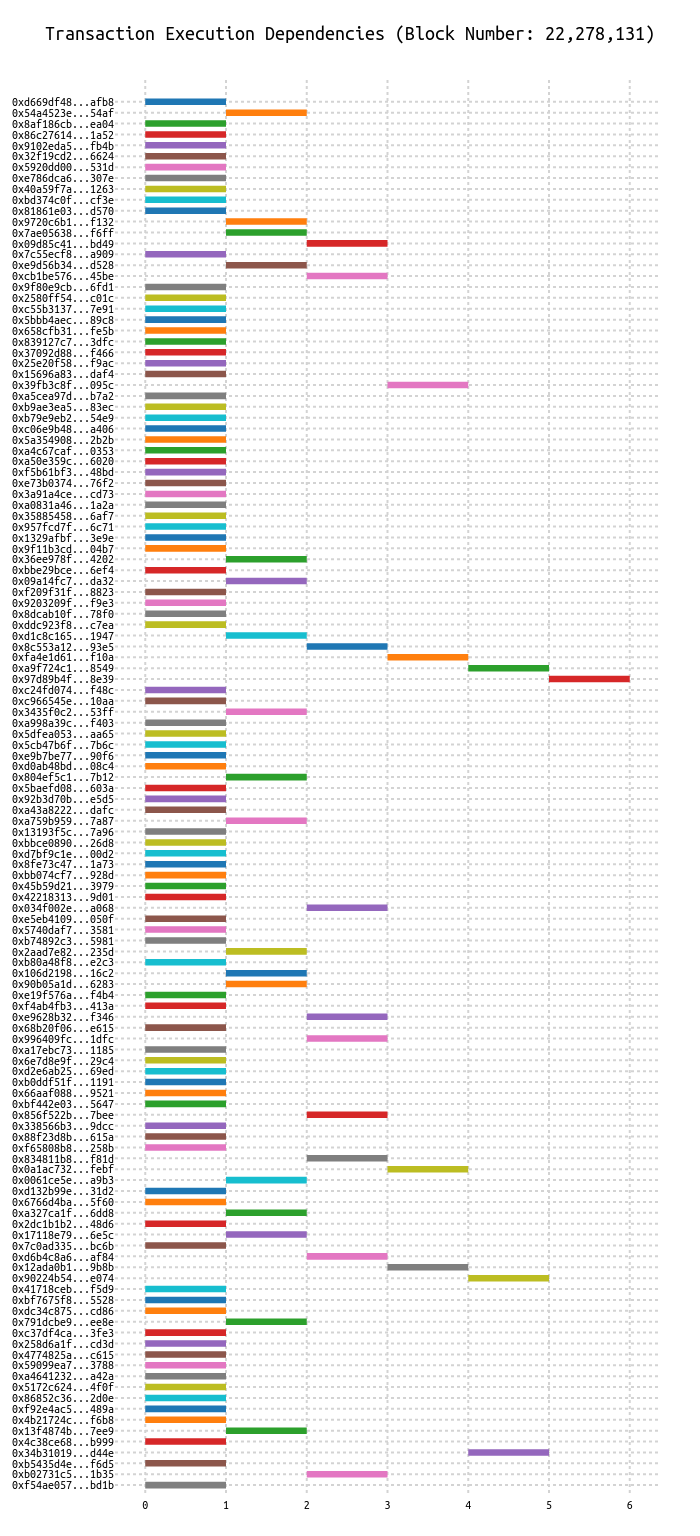 Transaction Execution Dependencies (Block Number: 22,278,131)
0xd669df48...afb8
0x54a4523e...54af
0x8af186cb...ea04
0x86c27614...1a52
0x9102eda5...fb4b
0x32f19cd2...6624
0x5920dd00...531d
0xe786dca6...307e
0x40a59f7a...1263
0xbd374c0f...cf3e
0x81861e03...d570
0x9720c6b1...f132
0x7ae05638...f6ff
0x09d85c41...bd49
0x7c55ecf8...a909
0xe9d56b34...d528
0xcb1be576...45be
0x9f80e9cb...6fd1
0x2580ff54...c01c
0xc55b3137...7e91
0x5bbb4aec...89c8
0x658cfb31...fe5b
0x839127c7...3dfc
0x37092d88...f466
0x25e20f58...f9ac
0x15696a83...daf4
0x39fb3c8f...095c
0xa5cea97d...b7a2
0xb9ae3ea5...83ec
0xb79e9eb2...54e9
0xc06e9b48...a406
0x5a354908...2b2b
0xa4c67caf...0353
0xa50e359c...6020
0xf5b61bf3...48bd
0xe73b0374...76f2
0x3a91a4ce...cd73
0xa0831a46...1a2a
0x35885458...6af7
0x957fcd7f...6c71
0x1329afbf...3e9e
0x9f11b3cd...04b7
0x36ee978f...4202
0xbbe29bce...6ef4
0x09a14fc7...da32
0xf209f31f...8823
0x9203209f...f9e3
0x8dcab10f...78f0
0xddc923f8...c7ea
0xd1c8c165...1947
0x8c553a12...93e5
0xfa4e1d61...f10a
0xa9f724c1...8549
0x97d89b4f...8e39
0xc24fd074...f48c
0xc966545e...10aa
0x3435f0c2...53ff
0xa998a39c...f403
0x5dfea053...aa65
0x5cb47b6f...7b6c
0xe9b7be77...90f6
0xd0ab48bd...08c4
0x804ef5c1...7b12
0x5baefd08...603a
0x92b3d70b...e5d5
0xa43a8222...dafc
0xa759b959...7a87
0x13193f5c...7a96
0xbbce0890...26d8
0xd7bf9c1e...00d2
0x8fe73c47...1a73
0xbb074cf7...928d
0x45b59d21...3979
0x42218313...9d01
0x034f002e...a068
0xe5eb4109...050f
0x5740daf7...3581
0xb74892c3...5981
0x2aad7e82...235d
0xb80a48f8...e2c3
0x106d2198...16c2
0x90b05a1d...6283
0xe19f576a...f4b4
0xf4ab4fb3...413a
0xe9628b32...f346
0x68b20f06...e615
0x996409fc...1dfc
0xa17ebc73...1185
0x6e7d8e9f...29c4
0xd2e6ab25...69ed
0xb0ddf51f...1191
0x66aaf088...9521
0xbf442e03...5647
0x856f522b...7bee
0x338566b3...9dcc
0x88f23d8b...615a
0xf65808b8...258b
0x834811b8...f81d
0x0a1ac732...febf
0x0061ce5e...a9b3
0xd132b99e...31d2
0x6766d4ba...5f60
0xa327ca1f...6dd8
0x2dc1b1b2...48d6
0x17118e79...6e5c
0x7c0ad335...bc6b
0xd6b4c8a6...af84
0x12ada0b1...9b8b
0x90224b54...e074
0x41718ceb...f5d9
0xbf7675f8...5528
0xdc34c875...cd86
0x791dcbe9...ee8e
0xc37df4ca...3fe3
0x258d6a1f...cd3d
0x4774825a...c615
0x59099ea7...3788
0xa4641232...a42a
0x5172c624...4f0f
0x86852c36...2d0e
0xf92e4ac5...489a
0x4b21724c...f6b8
0x13f4874b...7ee9
0x4c38ce68...b999
0x34b31019...d44e
0xb5435d4e...f6d5
0xb02731c5...1b35
0xf54ae057...bd1b
0 1 2 3 4 5 6